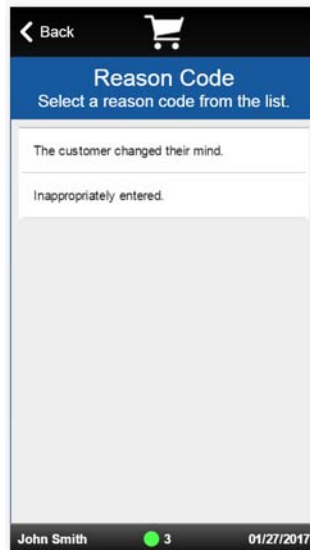 Back
Reason Code
Select a reason code from the list.
The customer changed their mind.
Inappropriately entered.
John Smith 3 01/27/2017